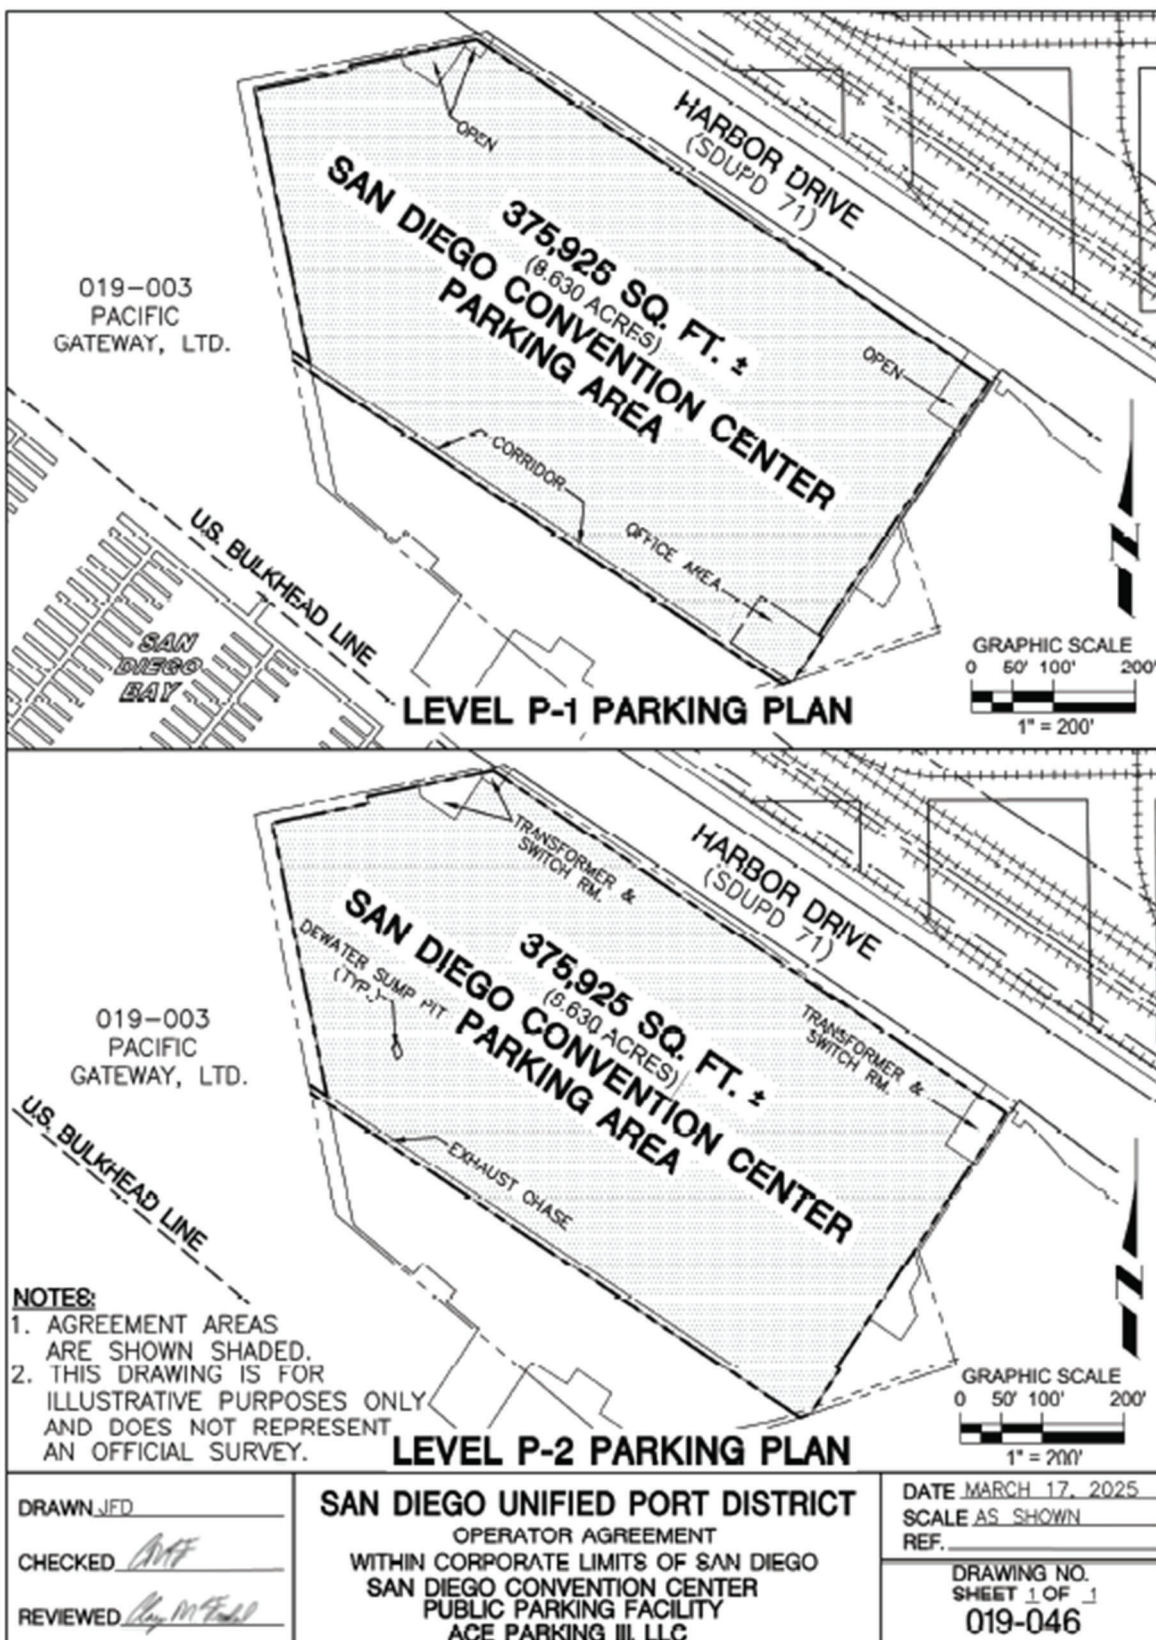 HARBOR DRIVE
(SDUPD 71)
OPEN
375,925 SQ. FT. ±
(8.630 ACRES)
SAN DIEGO CONVENTION CENTER
PARKING AREA
019-003
PACIFIC
GATEWAY, LTD.
OPEN
CORRIDOR
OFFICE AREA
U.S. BULKHEAD LINE
SAN
DIEGO
BAY
GRAPHIC SCALE
0 50' 100' 200'
1" = 200'
LEVEL P-1 PARKING PLAN
HARBOR DRIVE
(SDUPD 71)
TRANSFORMER &
SWITCH RM.
375,925 SQ. FT. ±
(8.630 ACRES)
SAN DIEGO CONVENTION CENTER
PARKING AREA
DEWATER SUMP PIT
(TYP.)
TRANSFORMER &
SWITCH RM.
019-003
PACIFIC
GATEWAY, LTD.
U.S. BULKHEAD LINE
EXHAUST CHASE
NOTES:
1. AGREEMENT AREAS
ARE SHOWN SHADED.
2. THIS DRAWING IS FOR
ILLUSTRATIVE PURPOSES ONLY
AND DOES NOT REPRESENT
AN OFFICIAL SURVEY.
GRAPHIC SCALE
0 50' 100' 200'
1" = 200'
LEVEL P-2 PARKING PLAN
DRAWN JFD
CHECKED
REVIEWED
SAN DIEGO UNIFIED PORT DISTRICT
OPERATOR AGREEMENT
WITHIN CORPORATE LIMITS OF SAN DIEGO
SAN DIEGO CONVENTION CENTER
PUBLIC PARKING FACILITY
ACE PARKING III, LLC
DATE MARCH 17, 2025
SCALE AS SHOWN
REF.
DRAWING NO.
SHEET 1 OF 1
019-046